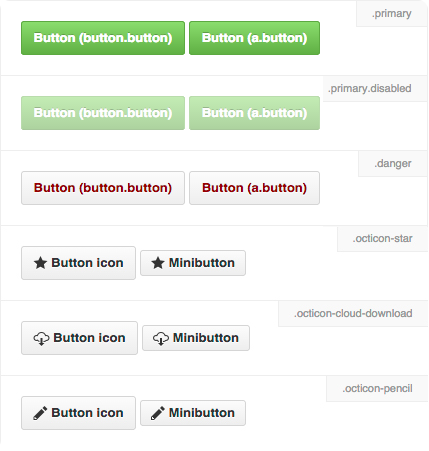 .primary
Button (button.button) Button (a.button)
.primary.disabled
Button (button.button) Button (a.button)
.danger
Button (button.button) Button (a.button)
.octicon-star
Button icon Minibutton
.octicon-cloud-download
Button icon Minibutton
.octicon-pencil
Button icon Minibutton